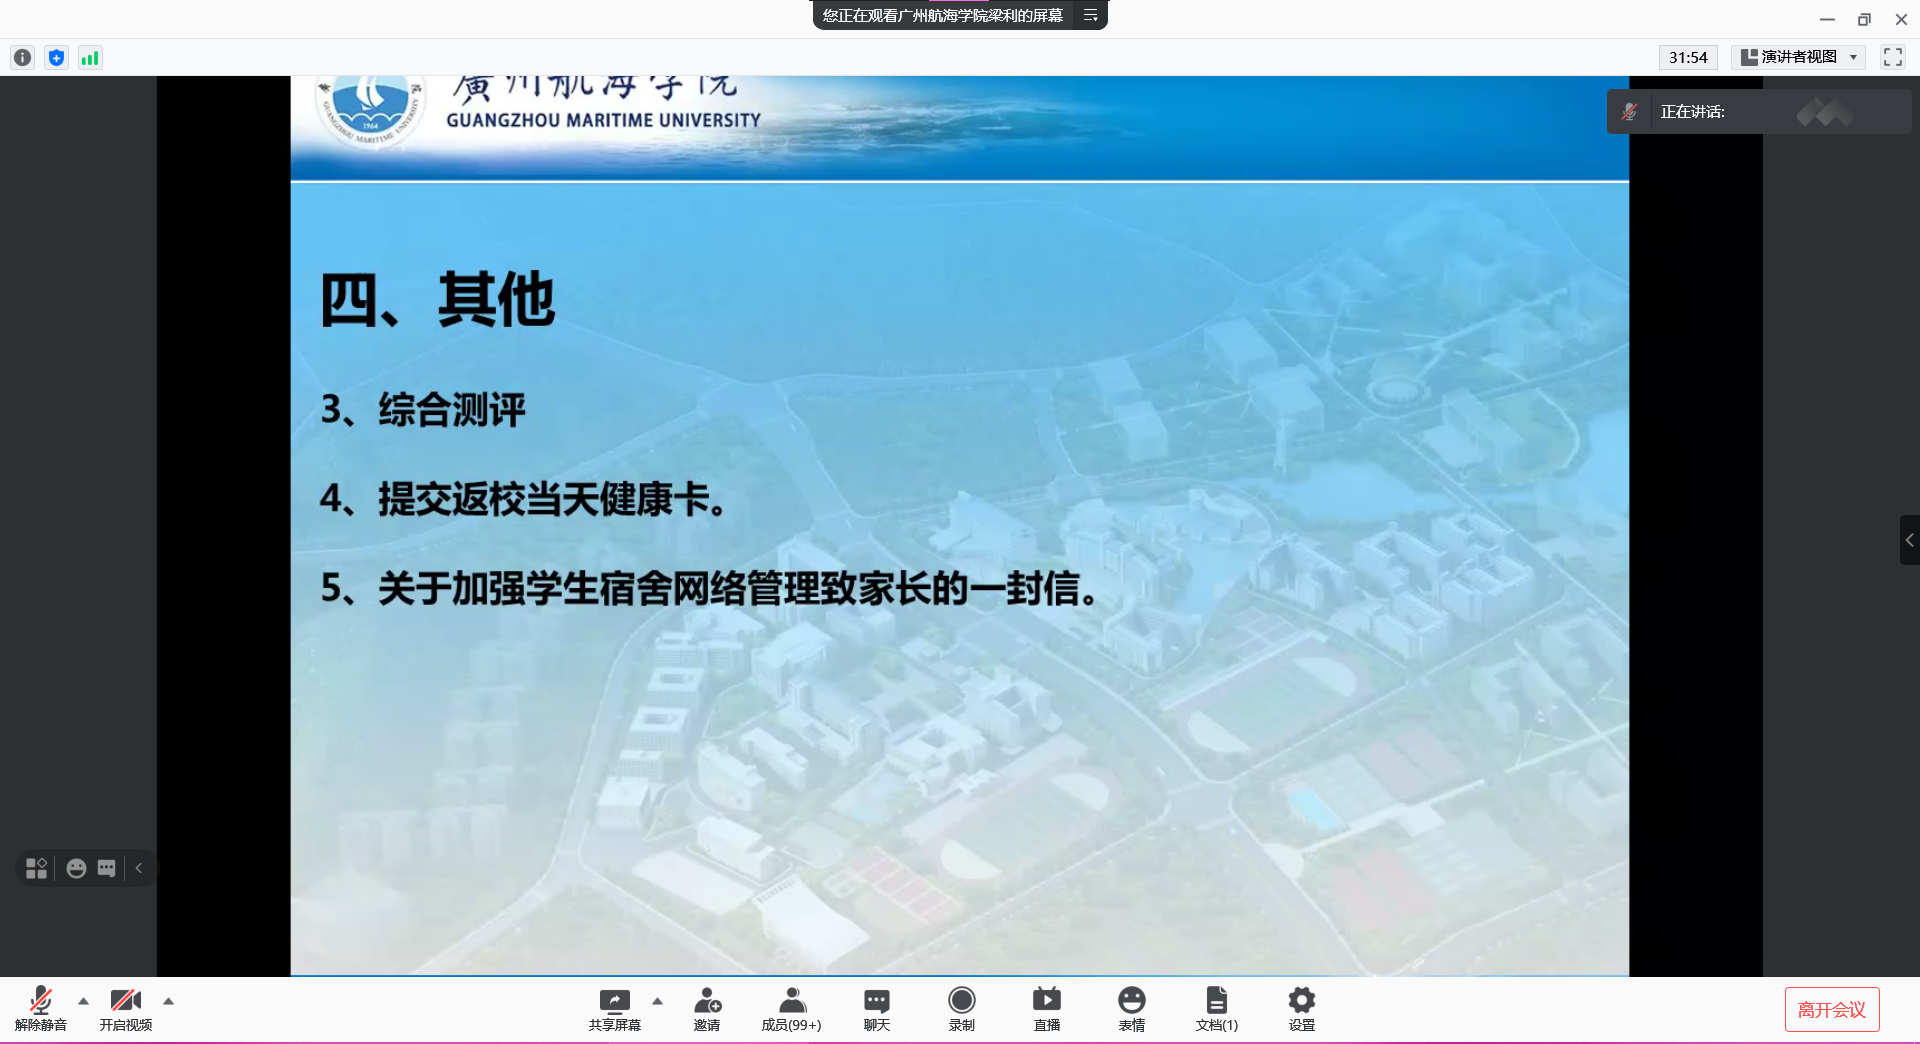 您正在观看广州航海学院梁利的屏幕
31:54
演讲者视图
正在讲话:
廣州航海学院
GUANGZHOU MARITIME UNIVERSITY
1964
GUANGZHOU MARITIME UNIVERSITY
四、其他
3、综合测评
4、提交返校当天健康卡。
5、关于加强学生宿舍网络管理致家长的一封信。
解除静音
开启视频
共享屏幕
邀请
成员(99+)
聊天
录制
直播
表情
文档(1)
设置
离开会议